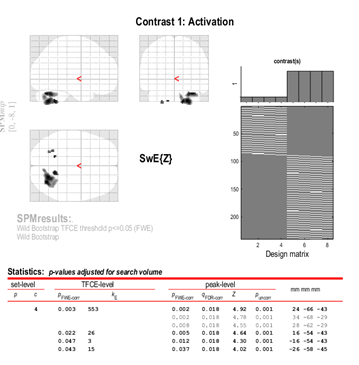 Contrast 1: Activation
contrast(s)
1
SPMmip
[0, -8, 1]
<
<
<
SwE{Z}
50
100
150
200
2 4 6 8
Design matrix
SPMresults:
Wild Bootstrap TFCE threshold p<=0.05 (FWE)
Wild Bootstrap
Statistics: p-values adjusted for search volume
set-level TFCE-level peak-level
mm mm mm
p c pFWE-corr kE pFWE-corr qFDR-corr Z puncorr
4 0.003 553 0.002 0.018 4.92 0.001 24 -66 -43
0.002 0.018 4.78 0.001 34 -68 -29
0.008 0.018 4.55 0.001 28 -62 -29
0.022 26 0.005 0.018 4.64 0.001 16 -54 -43
0.047 3 0.012 0.018 4.30 0.001 -16 -54 -43
0.043 15 0.037 0.018 4.02 0.001 -26 -58 -45